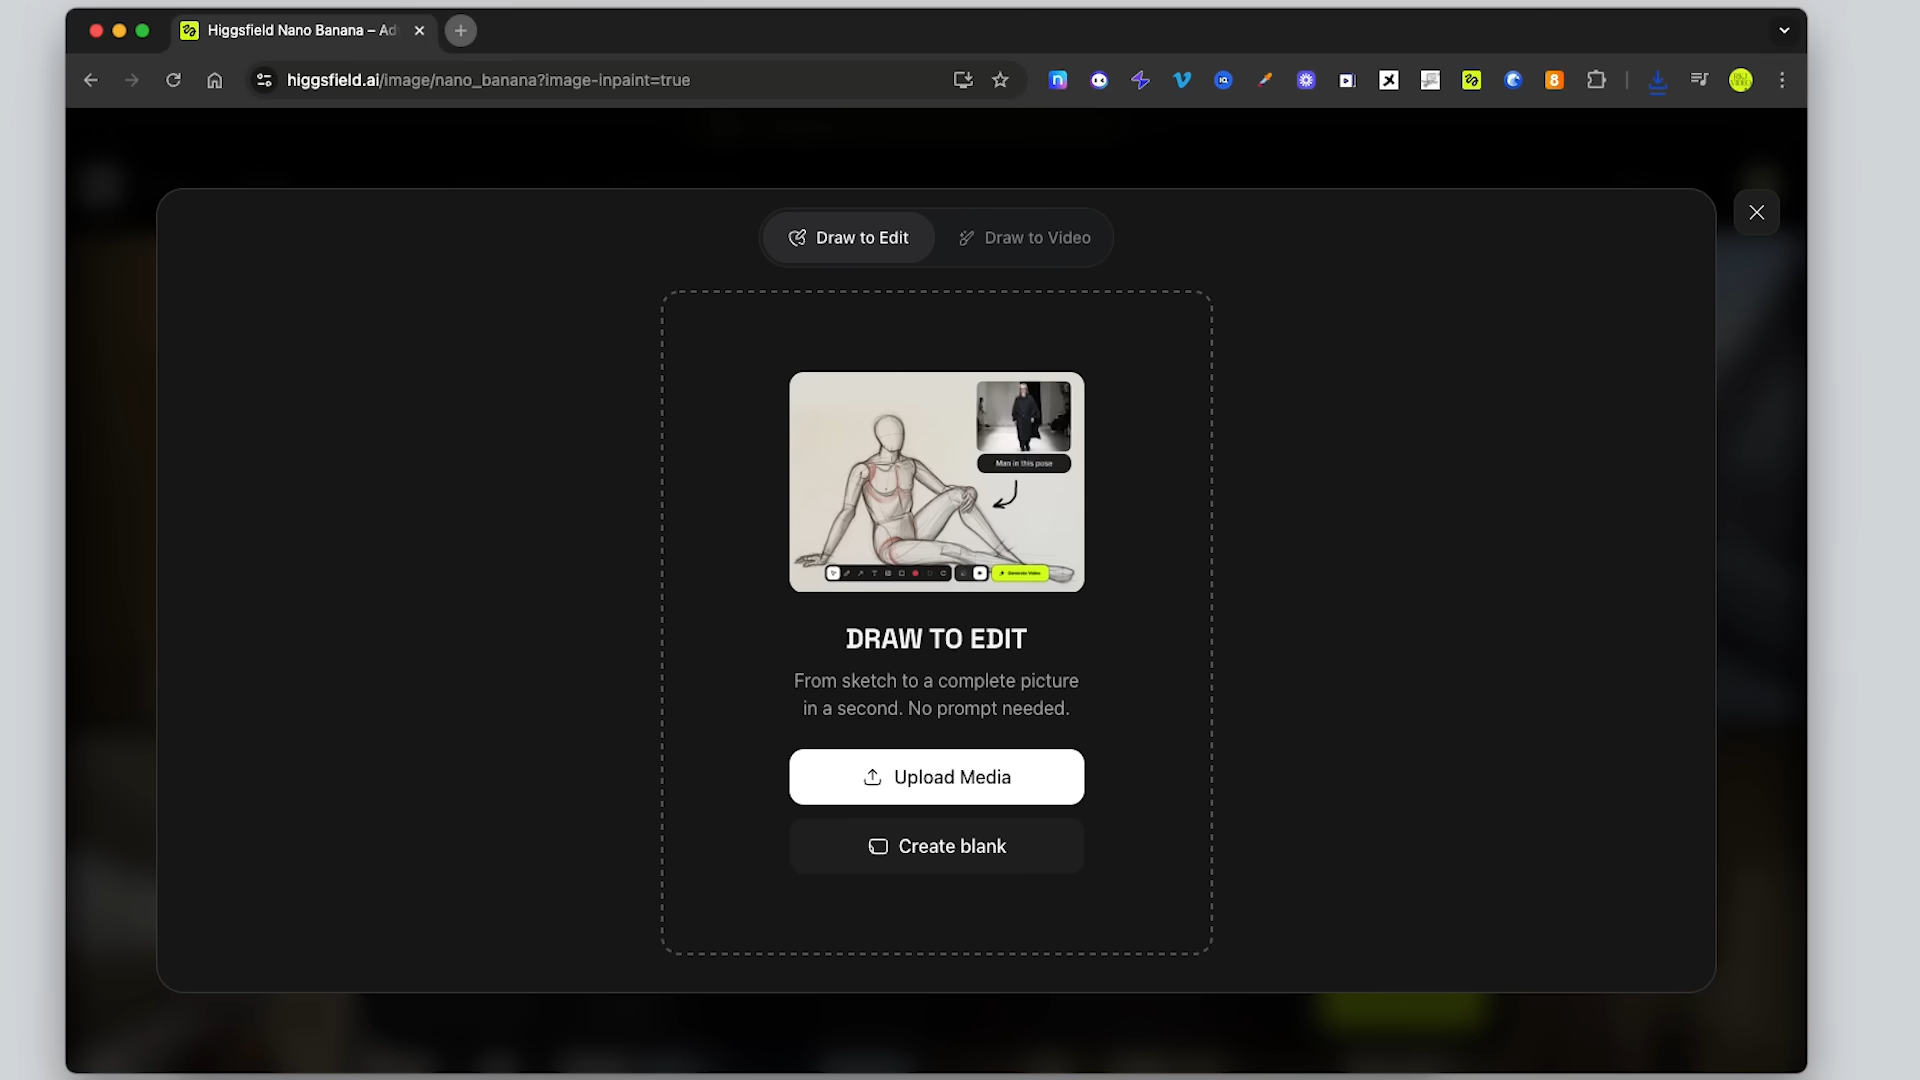 Higgsfield Nano Banana – Ad
higgsfield.ai/image/nano_banana?image-inpaint=true
Draw to Edit
Draw to Video
Man in this pose
Generate Video
DRAW TO EDIT
From sketch to a complete picture
in a second. No prompt needed.
Upload Media
Create blank